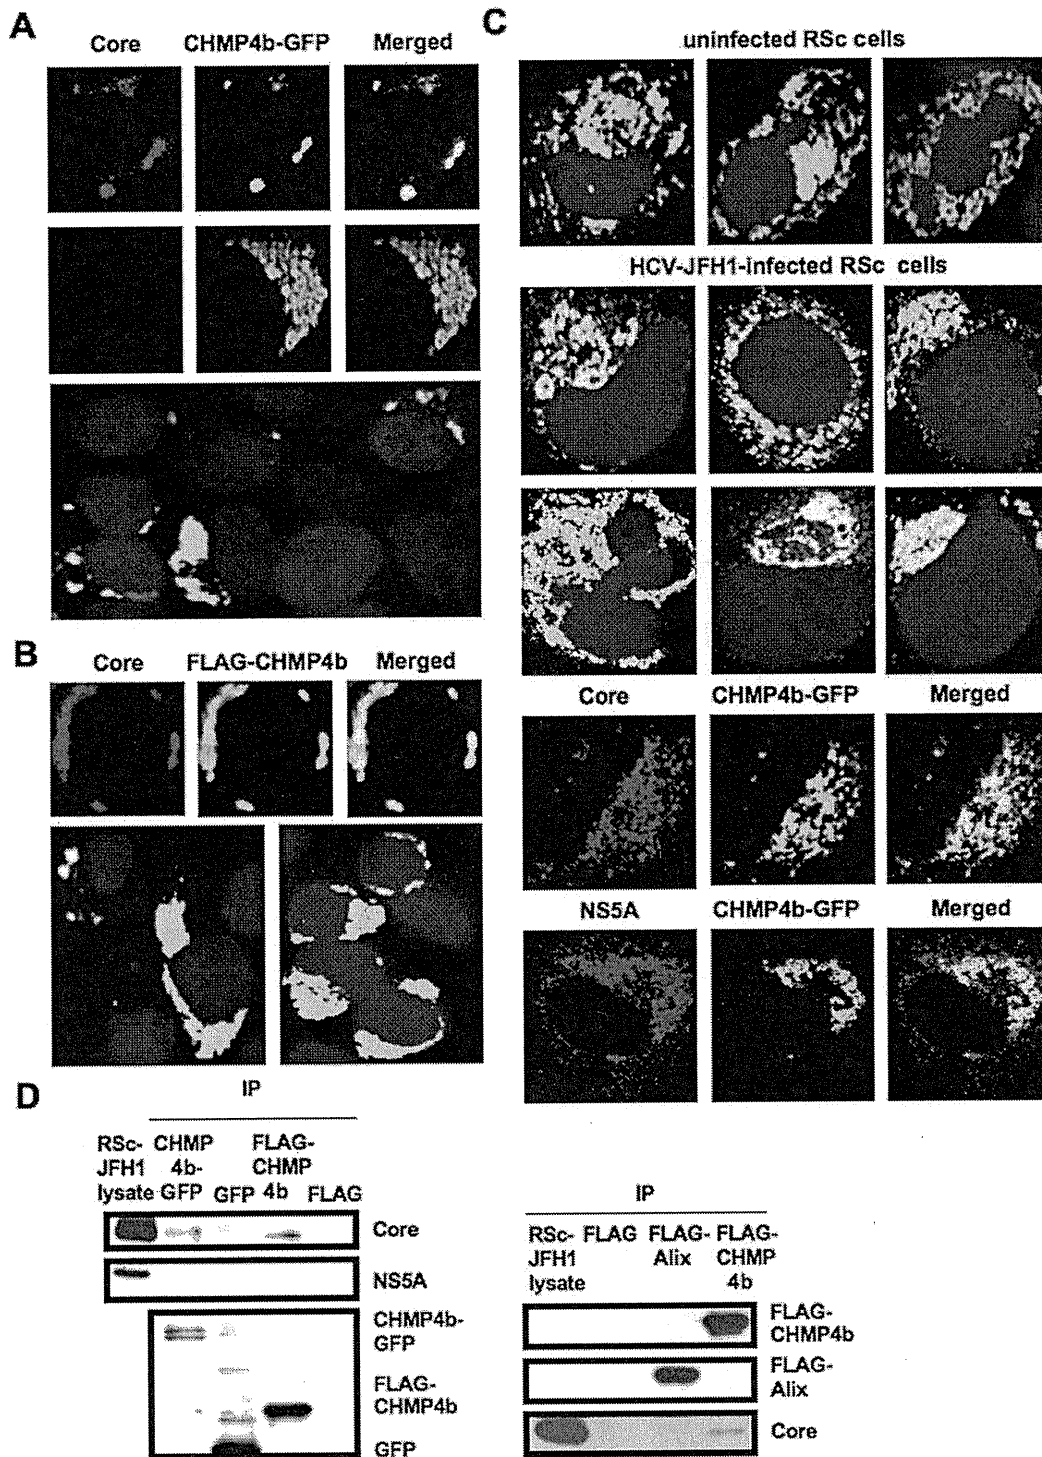 A
Core CHMP4b-GFP Merged
B
Core FLAG-CHMP4b Merged
C
uninfected RSc cells
HCV-JFH1-infected RSc cells
Core CHMP4b-GFP Merged
NS5A CHMP4b-GFP Merged
D
IP
RSc- CHMP FLAG-
JFH1 4b- CHMP
lysate GFP GFP 4b FLAG
Core
NS5A
CHMP4b-
GFP
FLAG-
CHMP4b
GFP
IP
RSc- FLAG FLAG- FLAG-
JFH1 Alix CHMP
lysate 4b
FLAG-
CHMP4b
FLAG-
Alix
Core